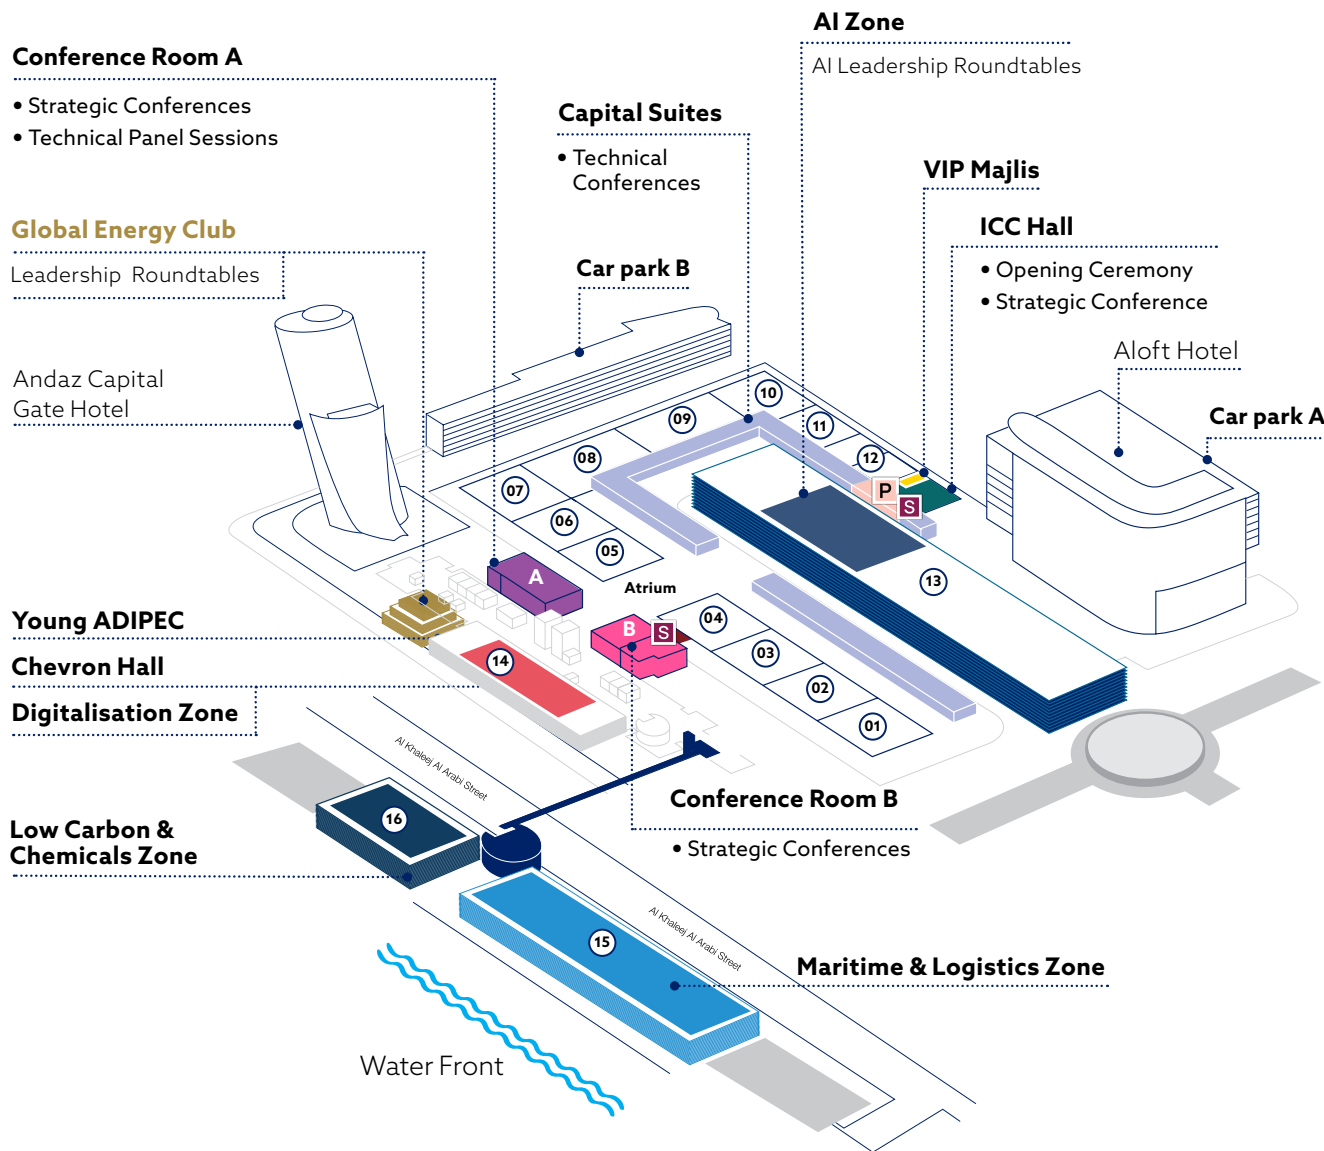 AI Zone
AI Leadership Roundtables
Conference Room A
• Strategic Conferences
• Technical Panel Sessions
Capital Suites
• Technical
Conferences
VIP Majlis
Global Energy Club
Leadership Roundtables
ICC Hall
• Opening Ceremony
• Strategic Conference
Car park B
Aloft Hotel
Andaz Capital
Gate Hotel
Car park A
10
09
11
08
12
07
P
S
06
05
A
13
Atrium
Young ADIPEC
B
S
04
Chevron Hall
14
03
Digitalisation Zone
02
01
Al Khaleej Al Arabi Street
Conference Room B
• Strategic Conferences
Low Carbon &
Chemicals Zone
16
Al Khaleej Al Arabi Street
15
Maritime & Logistics Zone
Water Front